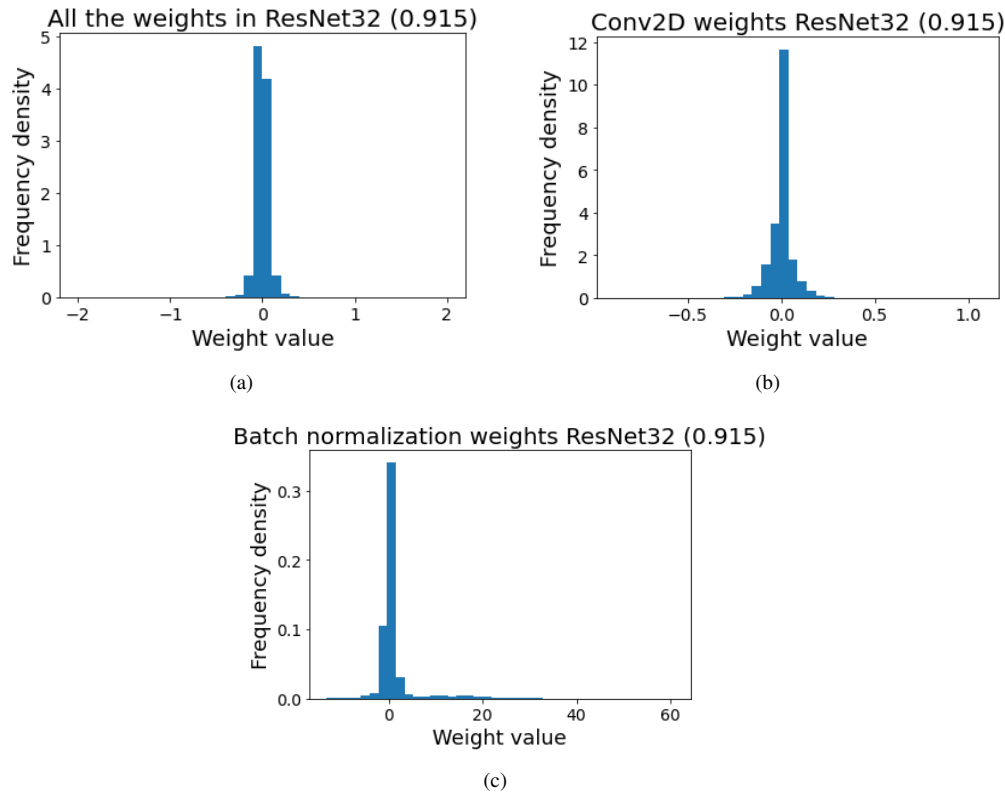 All the weights in ResNet32 (0.915)
Frequency density
5
4
3
2
1
0
−2 −1 0 1 2
Weight value
(a)
Conv2D weights ResNet32 (0.915)
Frequency density
12
10
8
6
4
2
0
−0.5 0.0 0.5 1.0
Weight value
(b)
Batch normalization weights ResNet32 (0.915)
Frequency density
0.3
0.2
0.1
0.0
0 20 40 60
Weight value
(c)